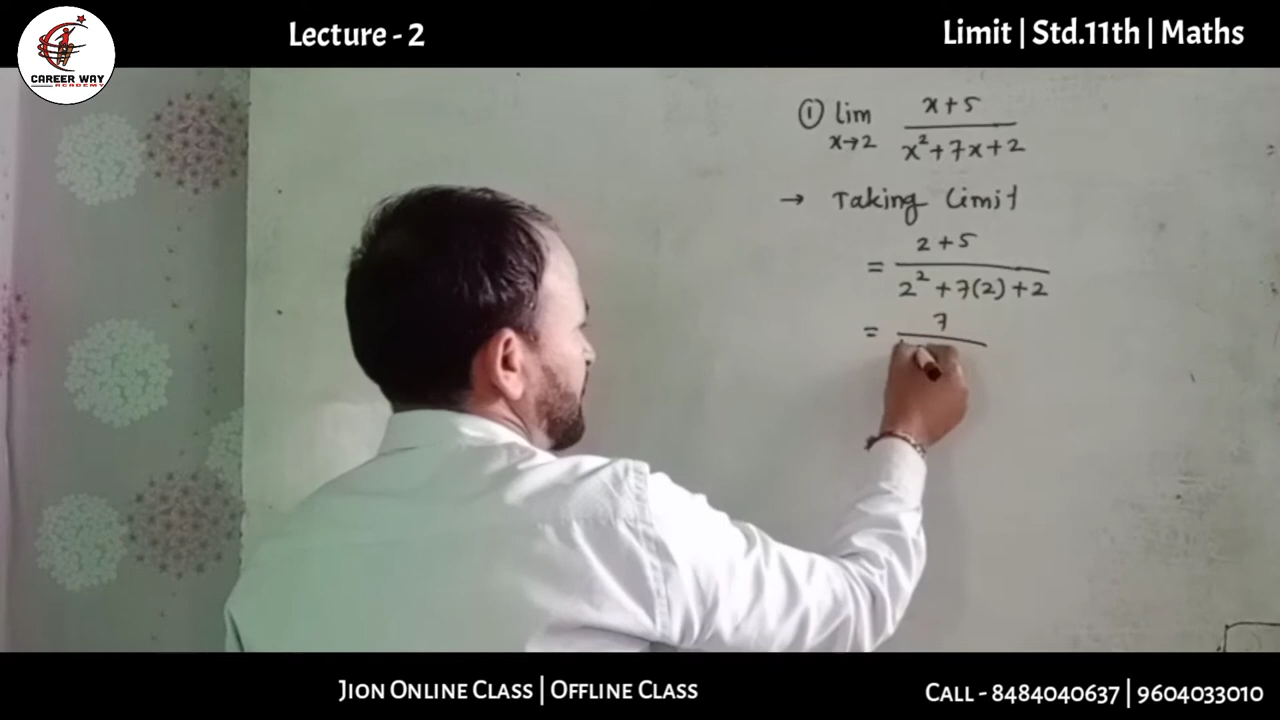 Lecture - 2
Limit | Std.11th | Maths
CAREER WAY
ACADEMY
① lim x+5
x→2 x²+7x+2
→ Taking Limit
2+5
=
2²+7(2)+2
7
=
Jion Online Class | Offline Class
Call - 8484040637 | 9604033010